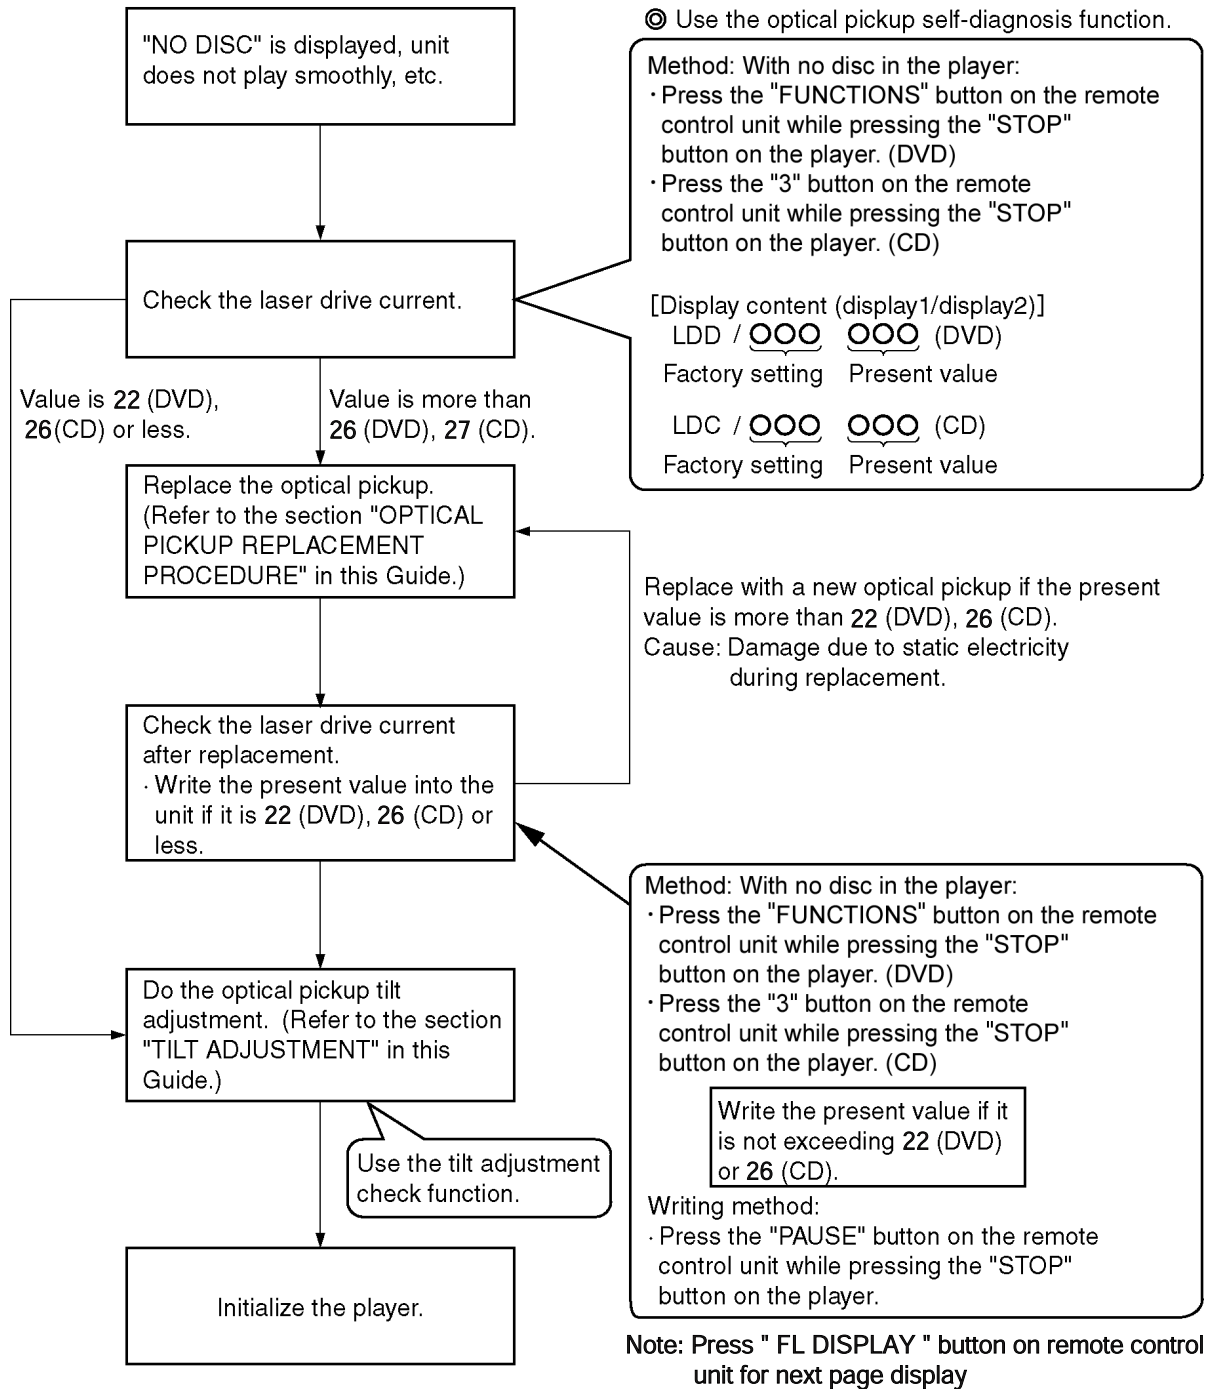 "NO DISC" is displayed, unit
does not play smoothly, etc.
◎ Use the optical pickup self-diagnosis function.
Method: With no disc in the player:
· Press the "FUNCTIONS" button on the remote
control unit while pressing the "STOP"
button on the player. (DVD)
· Press the "3" button on the remote
control unit while pressing the "STOP"
button on the player. (CD)
[Display content (display1/display2)]
LDD / OOO OOO (DVD)
Factory setting Present value
LDC / OOO OOO (CD)
Factory setting Present value
Check the laser drive current.
Value is 22 (DVD),
26(CD) or less.
Value is more than
26 (DVD), 27 (CD).
Replace the optical pickup.
(Refer to the section "OPTICAL
PICKUP REPLACEMENT
PROCEDURE" in this Guide.)
Replace with a new optical pickup if the present
value is more than 22 (DVD), 26 (CD).
Cause: Damage due to static electricity
during replacement.
Check the laser drive current
after replacement.
· Write the present value into the
unit if it is 22 (DVD), 26 (CD) or
less.
Method: With no disc in the player:
· Press the "FUNCTIONS" button on the remote
control unit while pressing the "STOP"
button on the player. (DVD)
· Press the "3" button on the remote
control unit while pressing the "STOP"
button on the player. (CD)
Write the present value if it
is not exceeding 22 (DVD)
or 26 (CD).
Writing method:
· Press the "PAUSE" button on the remote
control unit while pressing the "STOP"
button on the player.
Do the optical pickup tilt
adjustment. (Refer to the section
"TILT ADJUSTMENT" in this
Guide.)
Use the tilt adjustment
check function.
Initialize the player.
Note: Press " FL DISPLAY " button on remote control
unit for next page display